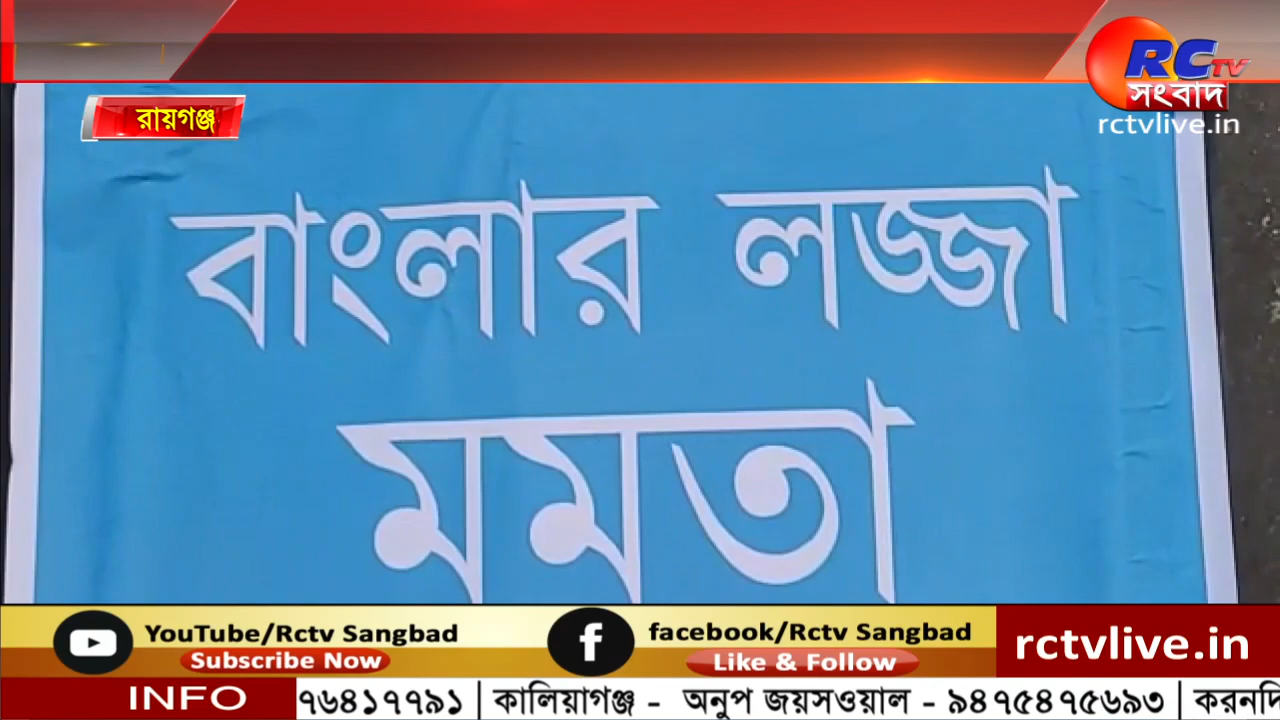 RCTV
সংবাদ
rctvlive.in
রায়গঞ্জ
বাংলার লজ্জা
মমতা
YouTube/Rctv Sangbad
Subscribe Now
facebook/Rctv Sangbad
Like & Follow
rctvlive.in
INFO
৭৬৪১৭৭৯১ | কালিয়াগঞ্জ - অনুপ জয়সওয়াল - ৯৪৭৫৪৭৫৬৯৩ |